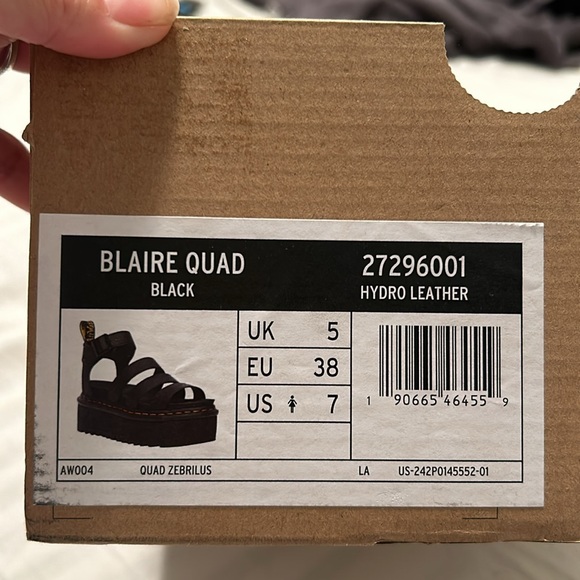 BLAIRE QUAD
BLACK
27296001
HYDRO LEATHER
UK 5
EU 38
US 7
1 90665 46455 9
AW004 QUAD ZEBRILUS LA US-242P0145552-01